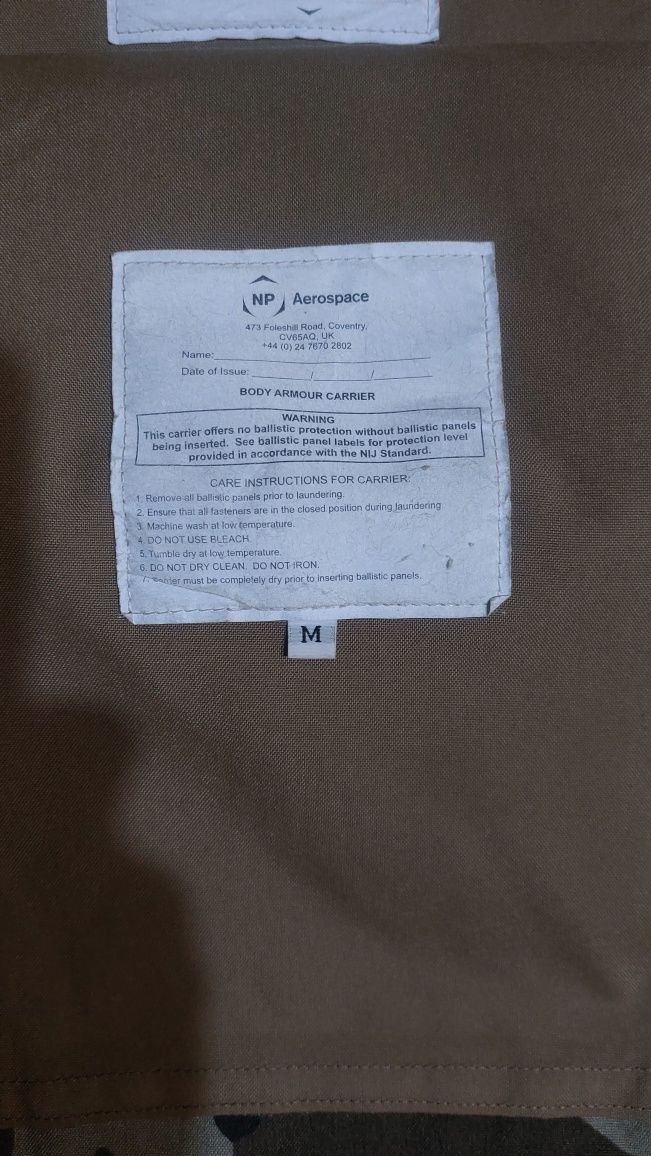 NP Aerospace
473 Foleshill Road, Coventry,
CV65AQ, UK
+44 (0) 24 7670 2802
Name:
Date of Issue: / /
BODY ARMOUR CARRIER
WARNING
This carrier offers no ballistic protection without ballistic panels
being inserted. See ballistic panel labels for protection level
provided in accordance with the NIJ Standard.
CARE INSTRUCTIONS FOR CARRIER:
1. Remove all ballistic panels prior to laundering.
2. Ensure that all fasteners are in the closed position during laundering
3. Machine wash at low temperature.
4. DO NOT USE BLEACH.
5. Tumble dry at low temperature.
6. DO NOT DRY CLEAN. DO NOT IRON.
7. Carrier must be completely dry prior to inserting ballistic panels.
M